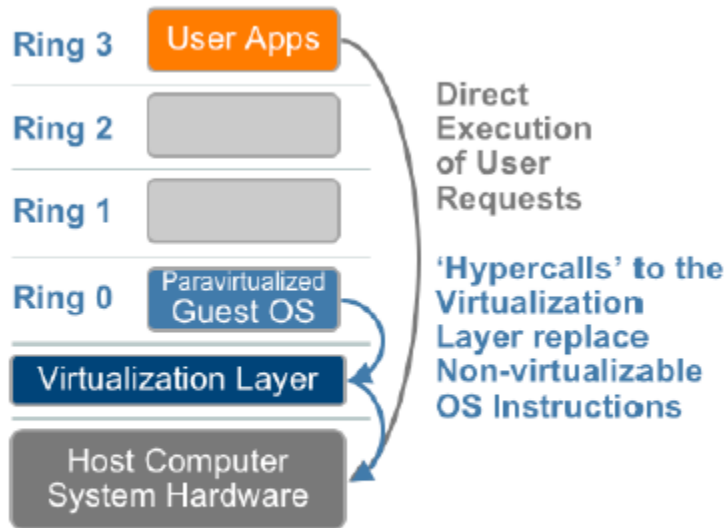 Ring 3
User Apps
Ring 2
Ring 1
Ring 0
Paravirtualized
Guest OS
Virtualization Layer
Host Computer
System Hardware
Direct
Execution
of User
Requests
‘Hypercalls’ to the
Virtualization
Layer replace
Non-virtualizable
OS Instructions